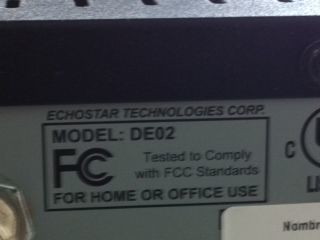 ECHOSTAR TECHNOLOGIES CORP.
MODEL: DE02
FC Tested to Comply
with FCC Standards
FOR HOME OR OFFICE USE
C
Nombr